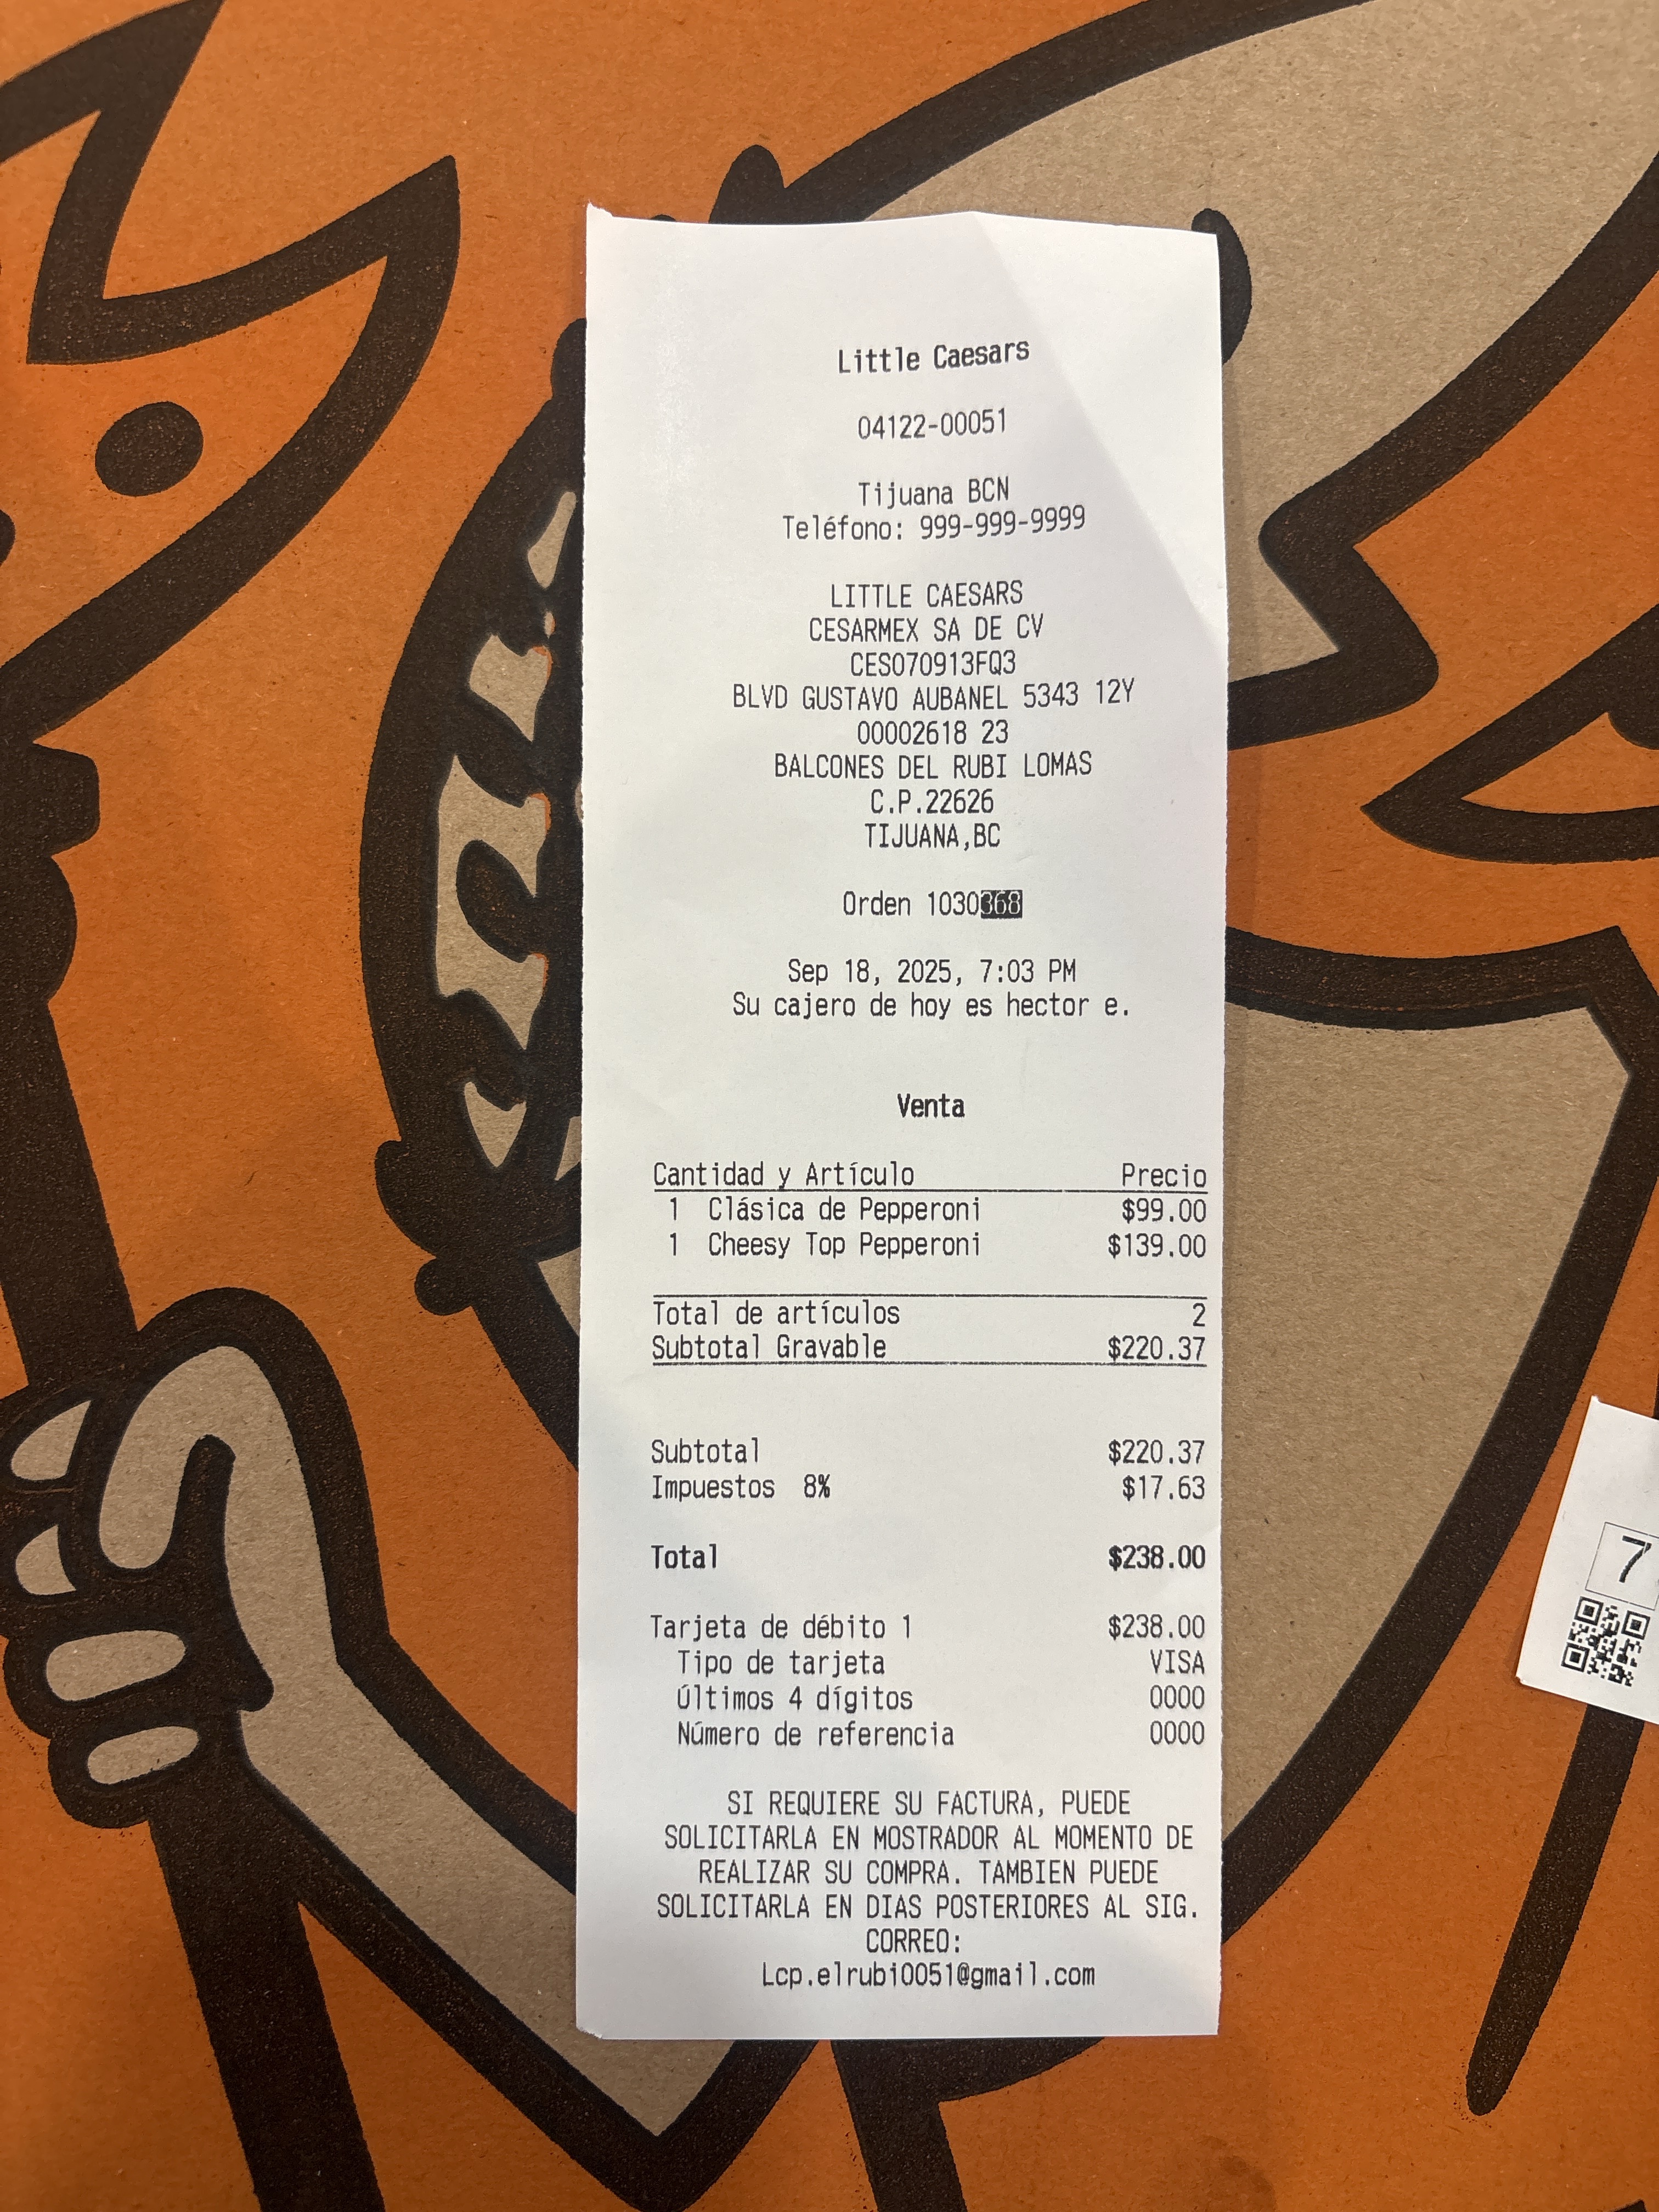 Little Caesars
04122-00051
Tijuana BCN
Teléfono: 999-999-9999
LITTLE CAESARS
CESARMEX SA DE CV
CES070913FQ3
BLVD GUSTAVO AUBANEL 5343 12Y
00002618 23
BALCONES DEL RUBI LOMAS
C.P.22626
TIJUANA,BC
Orden 1030368
Sep 18, 2025, 7:03 PM
Su cajero de hoy es hector e.
Venta
Cantidad y Artículo Precio
1 Clásica de Pepperoni $99.00
1 Cheesy Top Pepperoni $139.00
Total de artículos 2
Subtotal Gravable $220.37
Subtotal $220.37
Impuestos 8% $17.63
Total $238.00
Tarjeta de débito 1 $238.00
Tipo de tarjeta VISA
Últimos 4 dígitos 0000
Número de referencia 0000
SI REQUIERE SU FACTURA, PUEDE
SOLICITARLA EN MOSTRADOR AL MOMENTO DE
REALIZAR SU COMPRA. TAMBIEN PUEDE
SOLICITARLA EN DIAS POSTERIORES AL SIG.
CORREO:
Lcp.elrubi0051@gmail.com
7